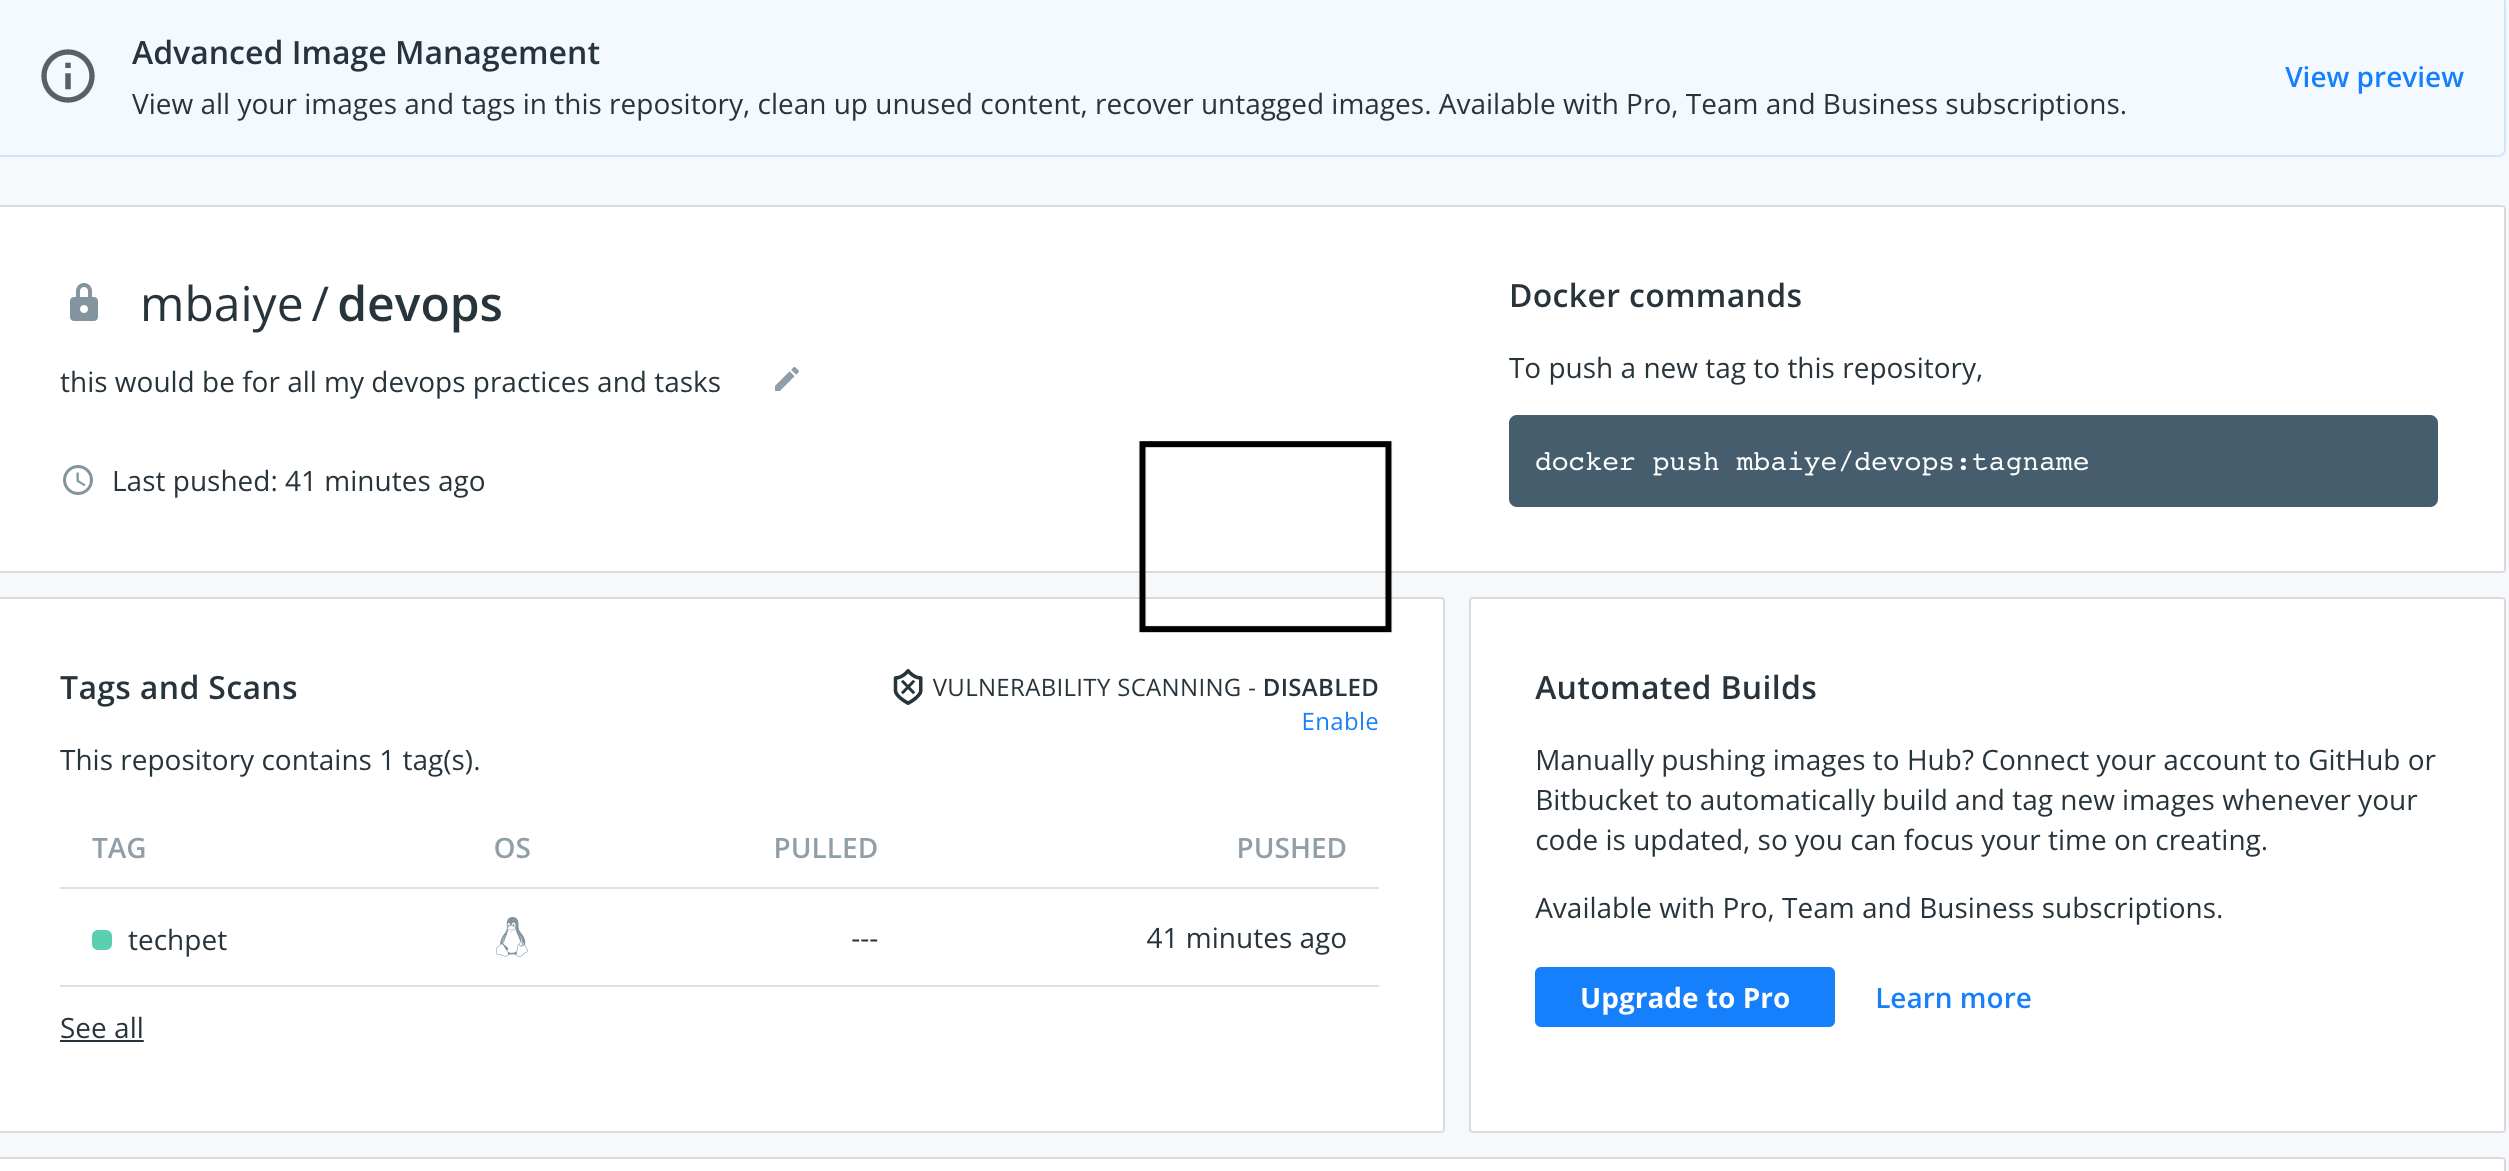 Advanced Image Management
View all your images and tags in this repository, clean up unused content, recover untagged images. Available with Pro, Team and Business subscriptions.
View preview
mbaiye / devops
this would be for all my devops practices and tasks
Last pushed: 41 minutes ago
Docker commands
To push a new tag to this repository,
docker push mbaiye/devops:tagname
Tags and Scans
VULNERABILITY SCANNING - DISABLED
Enable
This repository contains 1 tag(s).
TAG OS PULLED PUSHED
techpet --- 41 minutes ago
See all
Automated Builds
Manually pushing images to Hub? Connect your account to GitHub or
Bitbucket to automatically build and tag new images whenever your
code is updated, so you can focus your time on creating.
Available with Pro, Team and Business subscriptions.
Upgrade to Pro Learn more